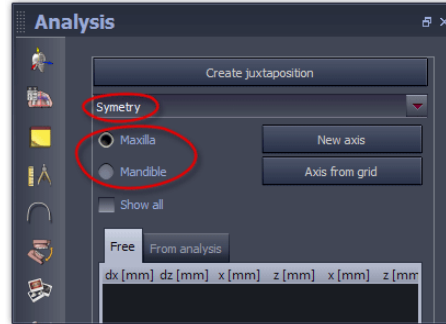 Analysis
Create juxtaposition
Symetry
Maxilla
New axis
Mandible
Axis from grid
Show all
Free
From analysis
dx [mm] dz [mm] x [mm] z [mm] x [mm] z [mm